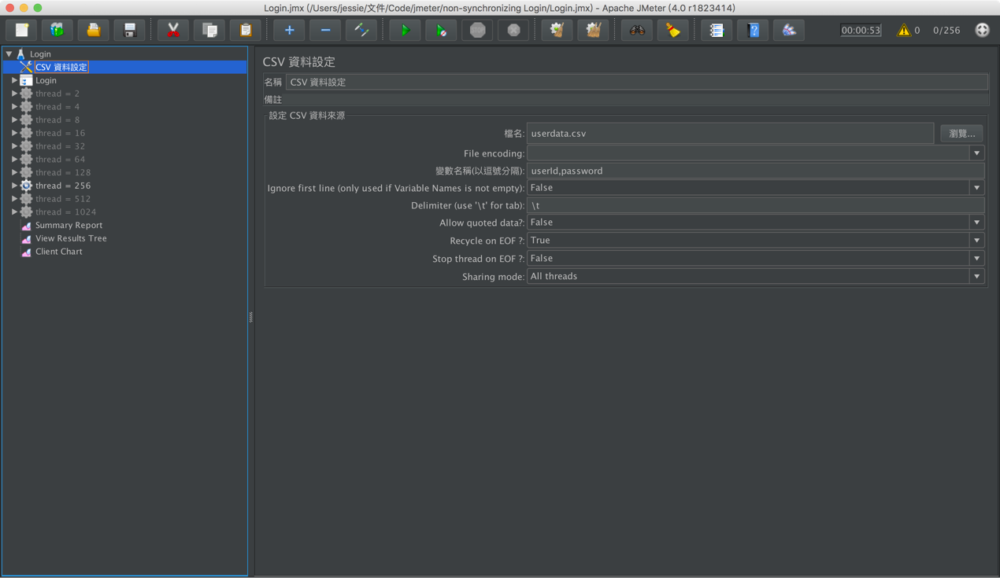 Login.jmx (/Users/jessie/文件/Code/jmeter/non-synchronizing Login/Login.jmx) - Apache JMeter (4.0 r1823414)
00:00:53 0 0/256
Login
CSV 資料設定
Login
thread = 2
thread = 4
thread = 8
thread = 16
thread = 32
thread = 64
thread = 128
thread = 256
thread = 512
thread = 1024
Summary Report
View Results Tree
Client Chart
CSV 資料設定
名稱 CSV 資料設定
備註
設定 CSV 資料來源
檔名: userdata.csv 瀏覽...
File encoding:
變數名稱(以逗號分隔): userId,password
Ignore first line (only used if Variable Names is not empty): False
Delimiter (use '\t' for tab): \t
Allow quoted data?: False
Recycle on EOF ?: True
Stop thread on EOF ?: False
Sharing mode: All threads